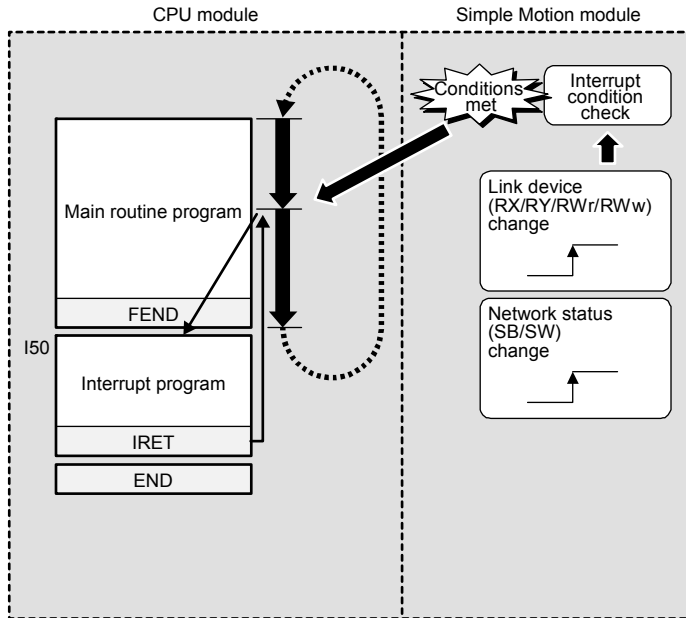 CPU module
Simple Motion module
Conditions
met
Interrupt
condition
check
Link device
(RX/RY/RWr/RWw)
change
Main routine program
FEND
Network status
(SB/SW)
change
I50
Interrupt program
IRET
END